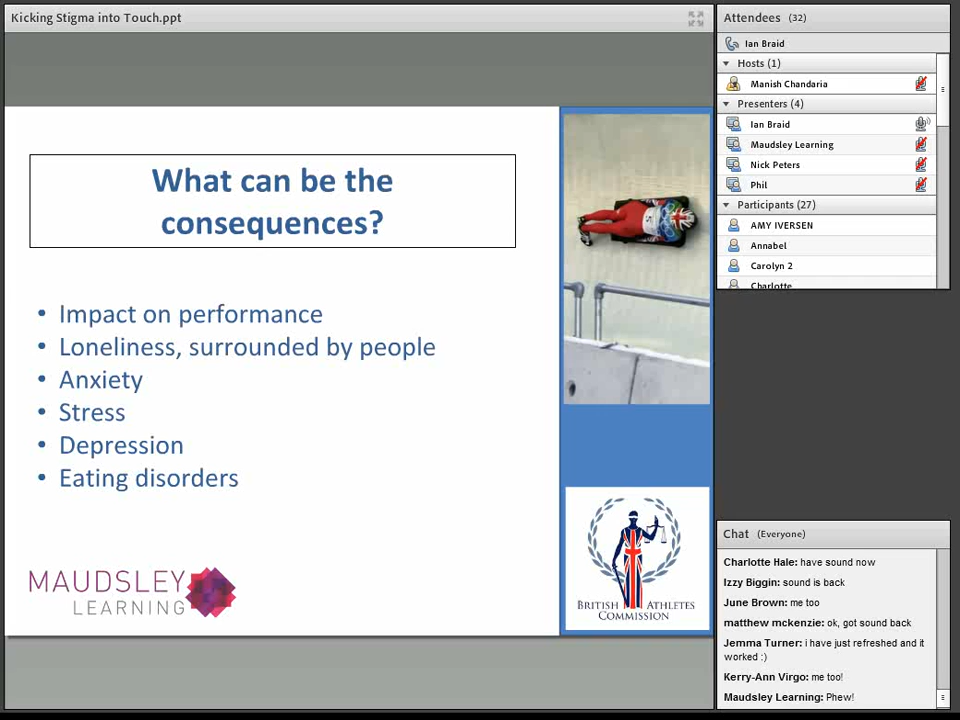 Kicking Stigma into Touch.ppt
What can be the
consequences?
• Impact on performance
• Loneliness, surrounded by people
• Anxiety
• Stress
• Depression
• Eating disorders
MAUDSLEY
LEARNING
BRITISH ATHLETES
COMMISSION
Attendees (32)
Ian Braid
Hosts (1)
Manish Chandaria
Presenters (4)
Ian Braid
Maudsley Learning
Nick Peters
Phil
Participants (27)
AMY IVERSEN
Annabel
Carolyn 2
Charlotte
Chat (Everyone)
Charlotte Hale: have sound now
Izzy Biggin: sound is back
June Brown: me too
matthew mckenzie: ok, got sound back
Jemma Turner: i have just refreshed and it
worked :)
Kerry-Ann Virgo: me too!
Maudsley Learning: Phew!